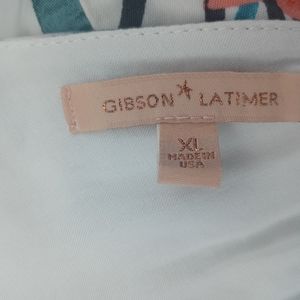 GIBSON LATIMER
XL
MADE IN
USA